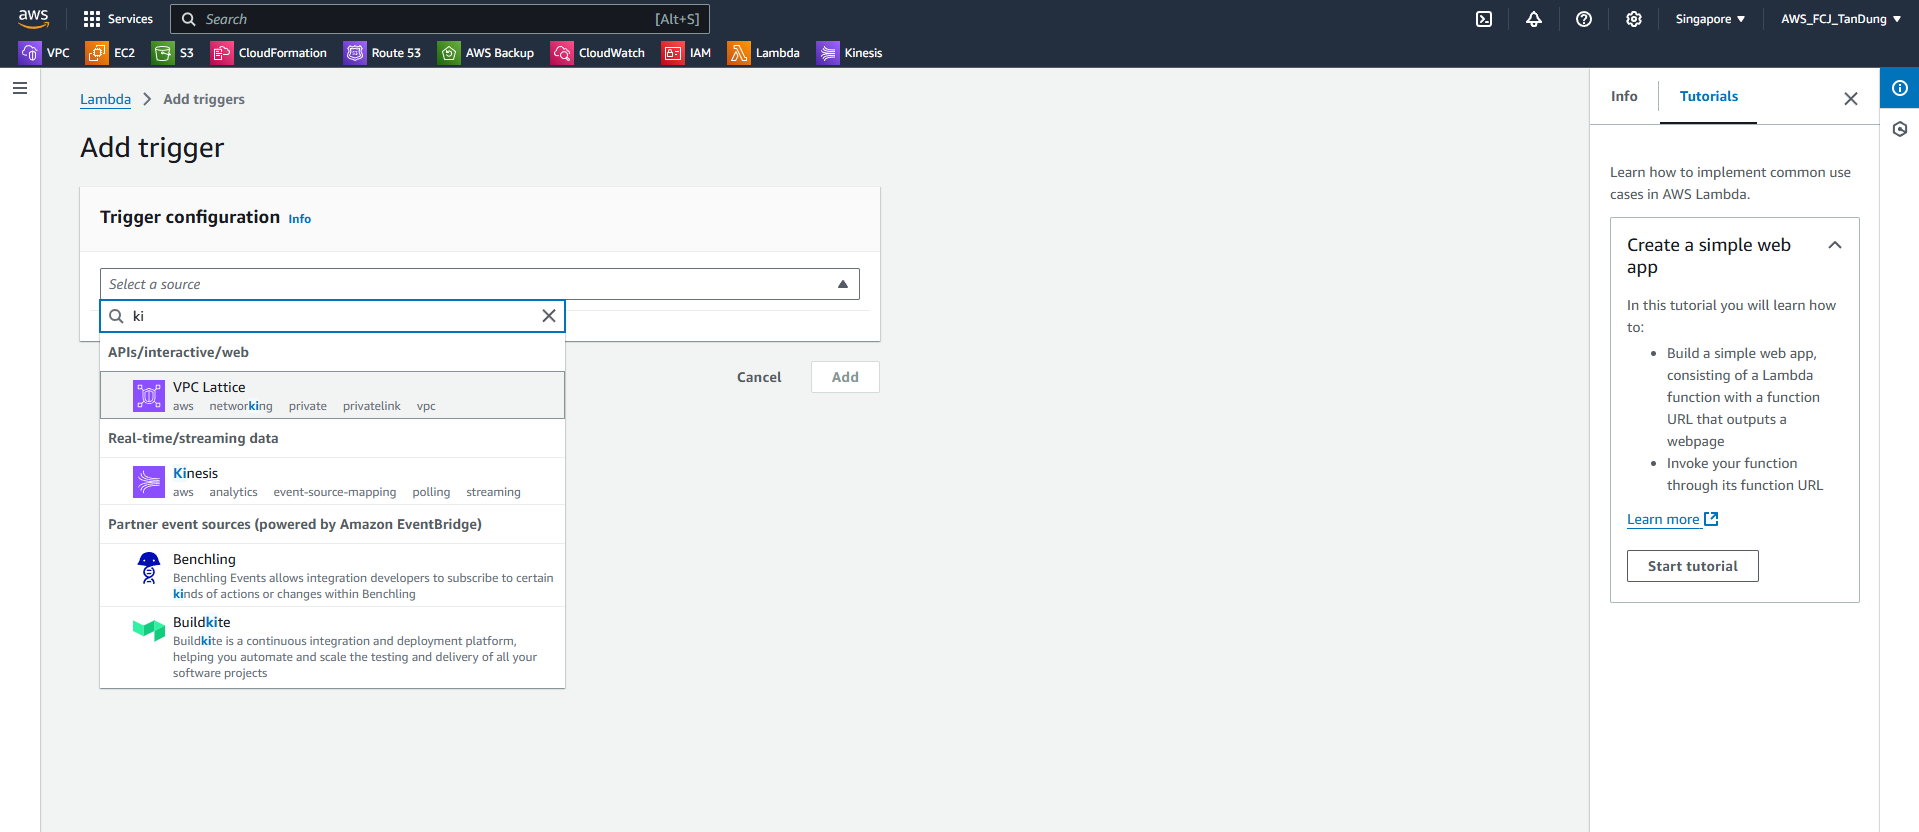 aws Services Search [Alt+S] Singapore AWS_FCJ_TanDung
VPC EC2 S3 CloudFormation Route 53 AWS Backup CloudWatch IAM Lambda Kinesis
Lambda Add triggers
Add trigger
Trigger configuration Info
Select a source
ki
APIs/interactive/web
VPC Lattice
aws networking private privatelink vpc
Real-time/streaming data
Kinesis
aws analytics event-source-mapping polling streaming
Partner event sources (powered by Amazon EventBridge)
Benchling
Benchling Events allows integration developers to subscribe to certain
kinds of actions or changes within Benchling
Buildkite
Buildkite is a continuous integration and deployment platform,
helping you automate and scale the testing and delivery of all your
software projects
Cancel Add
Info Tutorials
Learn how to implement common use
cases in AWS Lambda.
Create a simple web
app
In this tutorial you will learn how
to:
• Build a simple web app,
consisting of a Lambda
function with a function
URL that outputs a
webpage
• Invoke your function
through its function URL
Learn more
Start tutorial